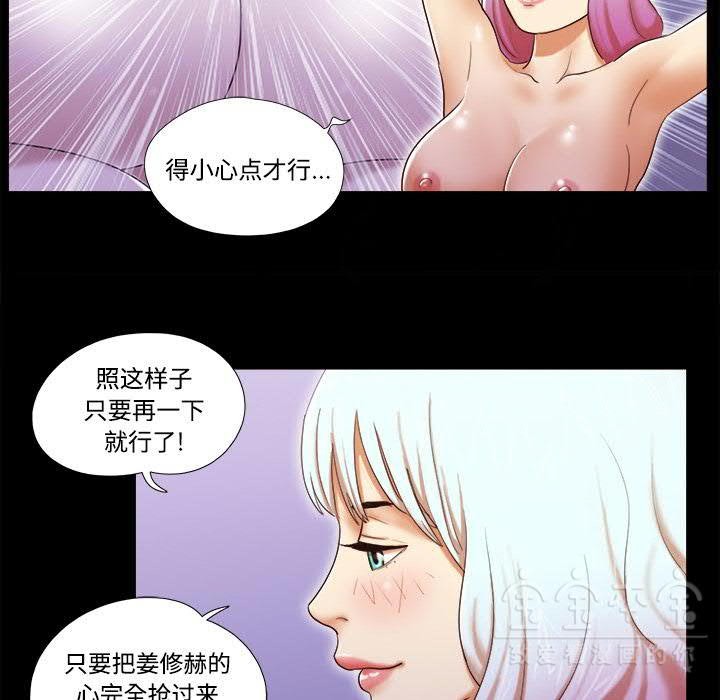 得小心点才行...
照这样子
只要再一下
就行了!
只要把姜修赫的
心完全抢过来